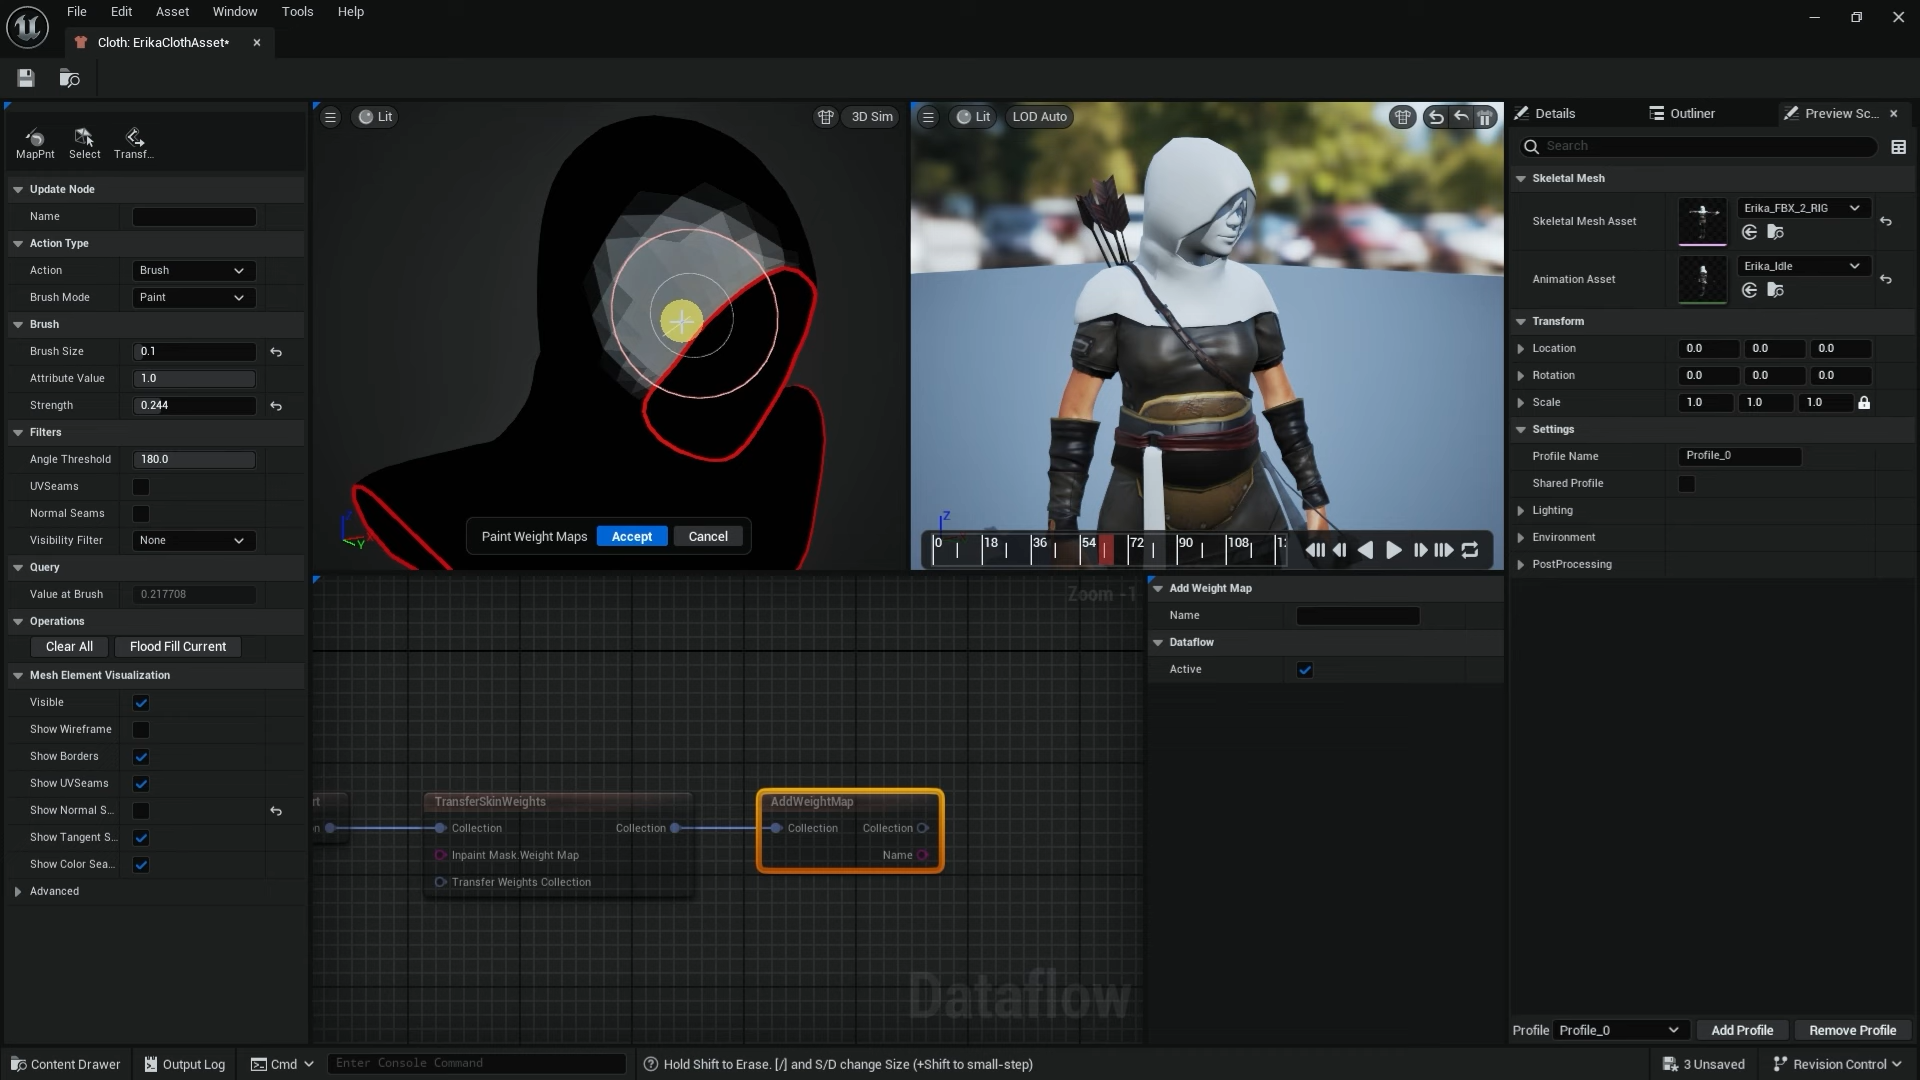 File Edit Asset Window Tools Help
Cloth: ErikaClothAsset*
MapPnt Select Transf...
Update Node
Name
Action Type
Action Brush
Brush Mode Paint
Brush
Brush Size 0.1
Attribute Value 1.0
Strength 0.244
Filters
Angle Threshold 180.0
UVSeams
Normal Seams
Visibility Filter None
Query
Value at Brush 0.217708
Operations
Clear All Flood Fill Current
Mesh Element Visualization
Visible
Show Wireframe
Show Borders
Show UVSeams
Show Normal S...
Show Tangent S...
Show Color Sea...
Advanced
Lit 3D Sim
Y
Paint Weight Maps Accept Cancel
Lit LOD Auto
Z
0 18 36 54 72 90 108
Zoom -1
TransferSkinWeights
Collection Collection
Inpaint Mask.Weight Map
Transfer Weights Collection
AddWeightMap
Collection Collection
Name
Dataflow
Add Weight Map
Name
Dataflow
Active
Details Outliner Preview Sc...
Search
Skeletal Mesh
Skeletal Mesh Asset Erika_FBX_2_RIG
Animation Asset Erika_Idle
Transform
Location 0.0 0.0 0.0
Rotation 0.0 0.0 0.0
Scale 1.0 1.0 1.0
Settings
Profile Name Profile_0
Shared Profile
Lighting
Environment
PostProcessing
Profile Profile_0 Add Profile Remove Profile
Content Drawer Output Log Cmd Enter Console Command Hold Shift to Erase. [/] and S/D change Size (+Shift to small-step) 3 Unsaved Revision Control